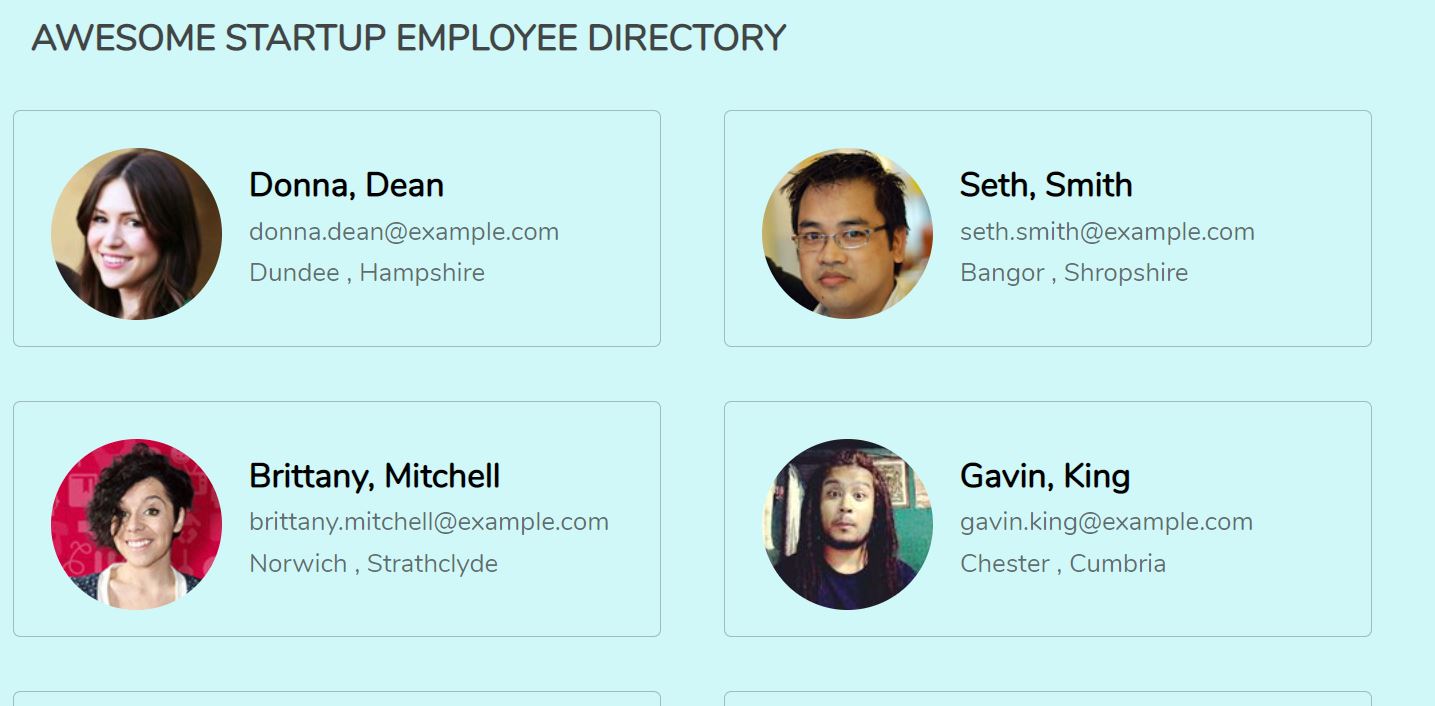 AWESOME STARTUP EMPLOYEE DIRECTORY
Donna, Dean
donna.dean@example.com
Dundee , Hampshire
Seth, Smith
seth.smith@example.com
Bangor , Shropshire
Brittany, Mitchell
brittany.mitchell@example.com
Norwich , Strathclyde
Gavin, King
gavin.king@example.com
Chester , Cumbria